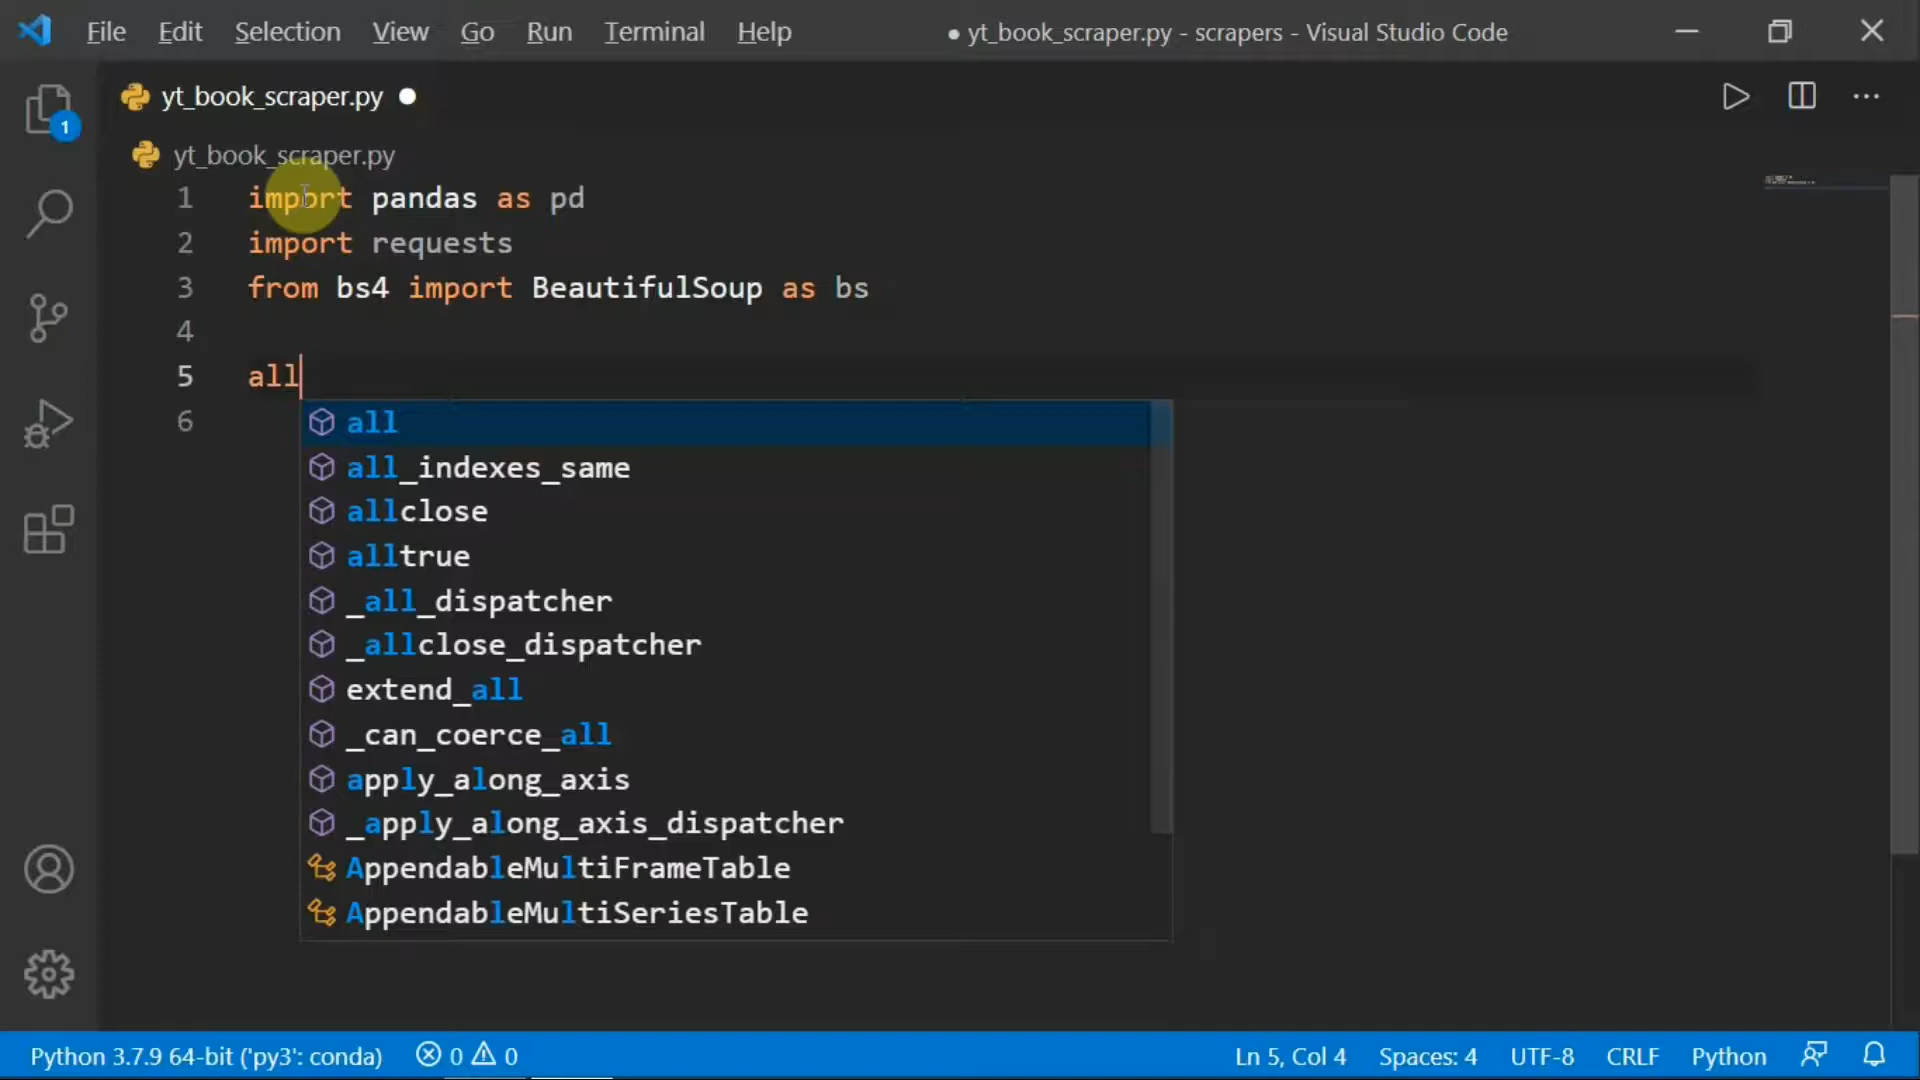 File Edit Selection View Go Run Terminal Help ● yt_book_scraper.py - scrapers - Visual Studio Code
yt_book_scraper.py
1
yt_book_scraper.py
1 import pandas as pd
2 import requests
3 from bs4 import BeautifulSoup as bs
4
5 all
6
all
all_indexes_same
allclose
alltrue
_all_dispatcher
_allclose_dispatcher
extend_all
_can_coerce_all
apply_along_axis
_apply_along_axis_dispatcher
AppendableMultiFrameTable
AppendableMultiSeriesTable
Python 3.7.9 64-bit ('py3': conda) 0 0 Ln 5, Col 4 Spaces: 4 UTF-8 CRLF Python